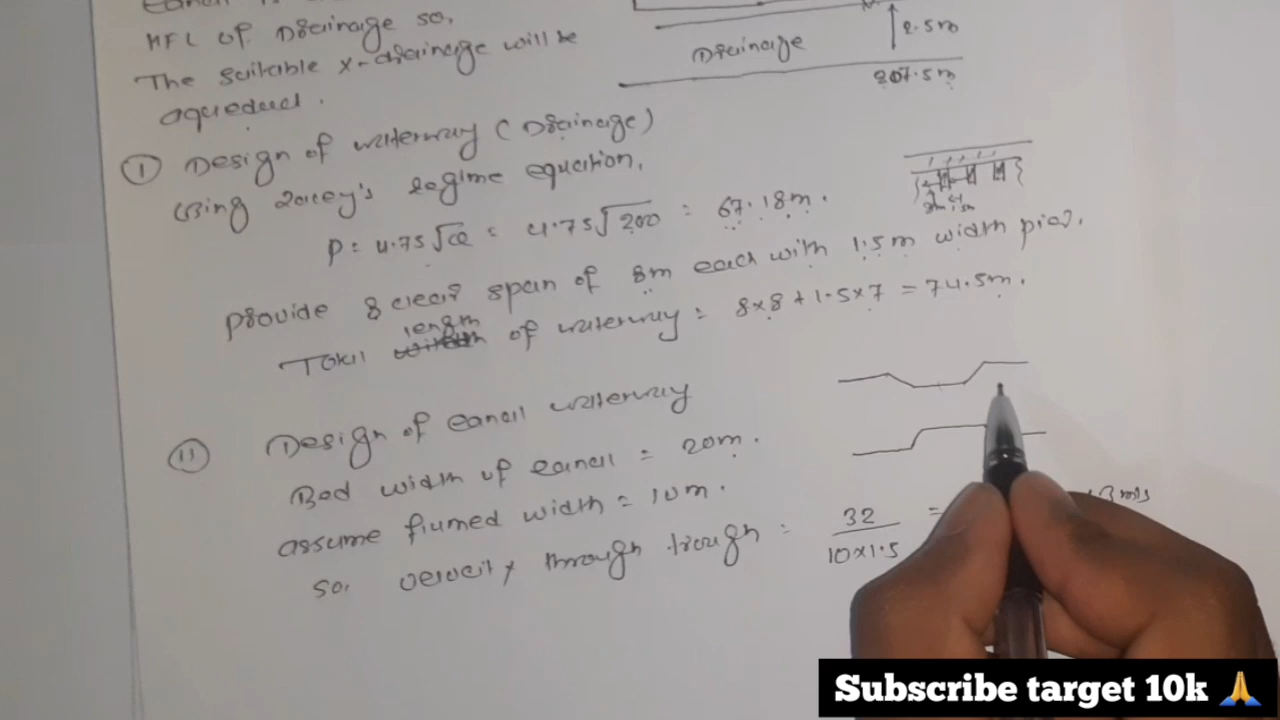 HFL of Drainage so,
The suitable x-drainage will be
aqueduct.
Drainage
2.5m
207.5m
① Design of waterway (Drainage)
Using Lacey's regime equation,
P = 4.75√Q = 4.75√200 = 67.18m.
provide 8 clear span of 8m each with 1.5m width pier.
Total length of waterway = 8×8+1.5×7 = 74.5m.
② Design of canal waterway
Bed width of canal = 20m.
assume flumed width = 10m.
so, velocity through trough = 32/10×1.5 =
Subscribe target 10k 🙏